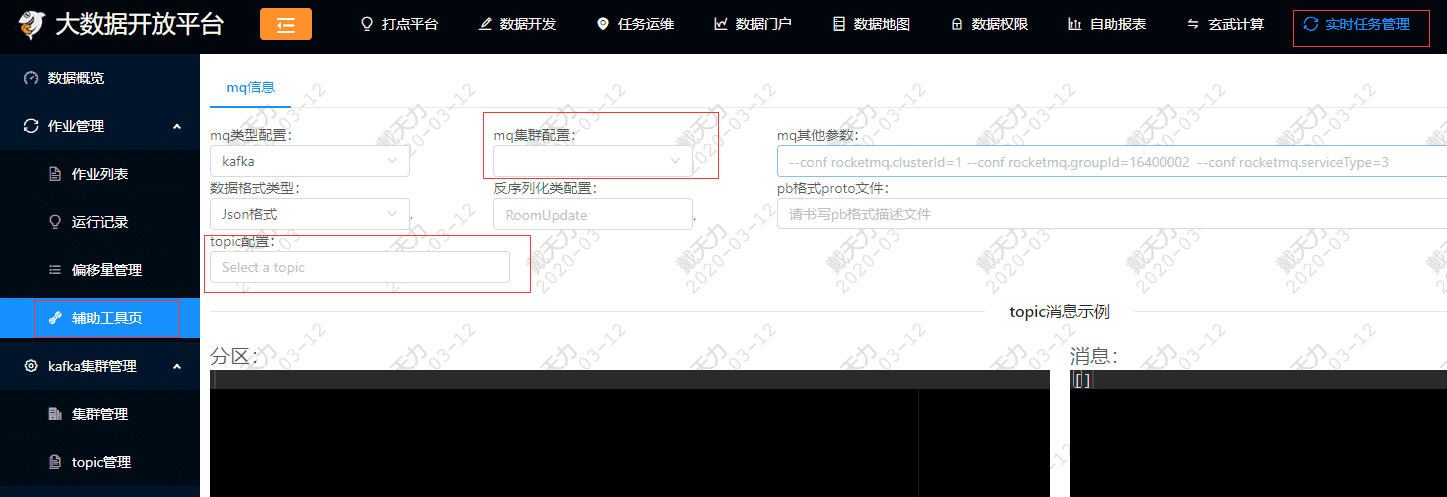 大数据开放平台
打点平台 数据开发 任务运维 数据门户 数据地图 数据权限 自助报表 玄武计算 实时任务管理
数据概览
作业管理
作业列表
运行记录
偏移量管理
辅助工具页
kafka集群管理
集群管理
topic管理
mq信息
mq类型配置: mq集群配置: mq其他参数:
kafka --conf rocketmq.clusterId=1 --conf rocketmq.groupId=16400002 --conf rocketmq.serviceType=3
数据格式类型: 反序列化类配置: pb格式proto文件:
Json格式 , RoomUpdate , 请书写pb格式描述文件
topic配置:
Select a topic
topic消息示例
分区: 消息:
[]
戴天力
2020-03-12